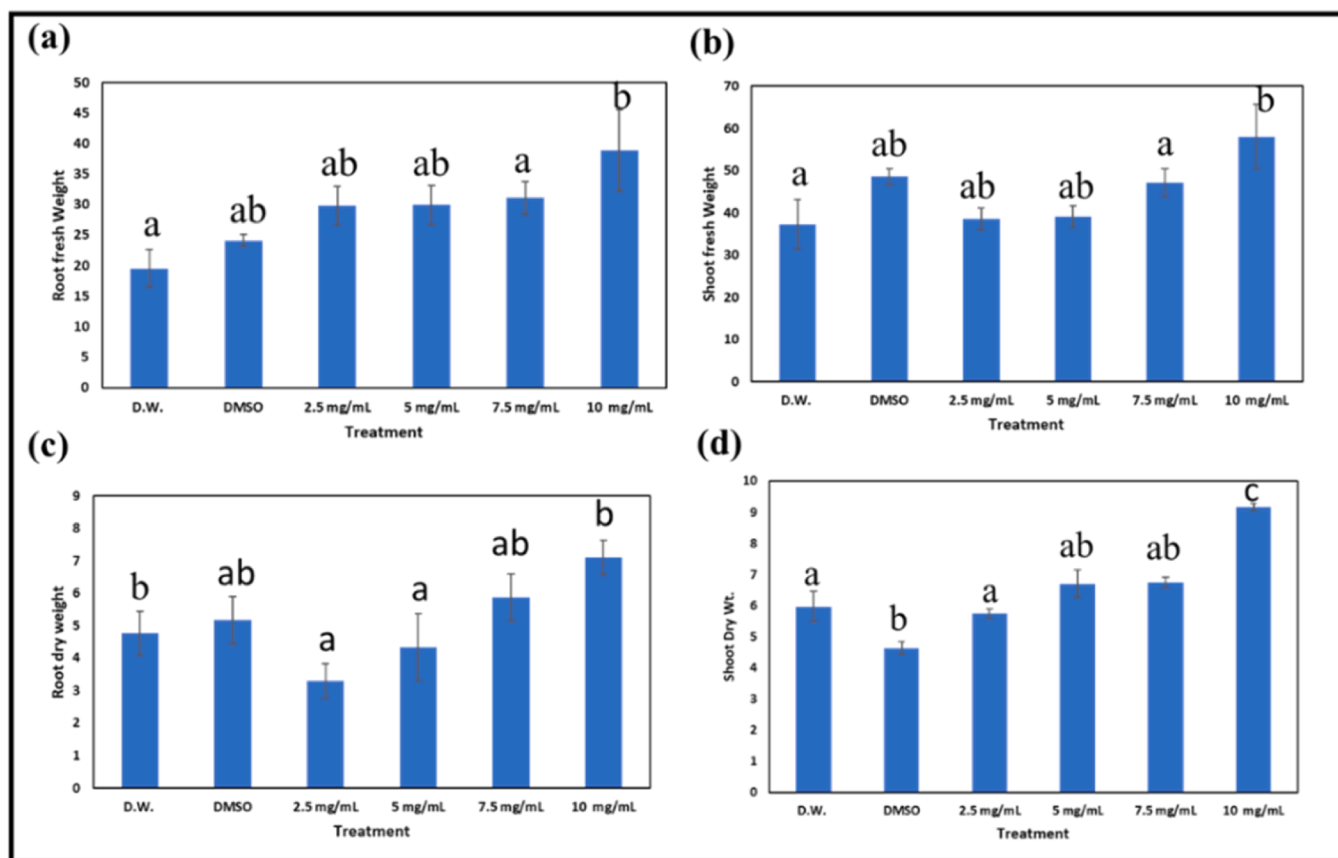 (a)
50
45
40
35
30
25
20
15
10
5
0
Root fresh Weight
a
ab
ab
ab
a
b
D.W. DMSO 2.5 mg/mL 5 mg/mL 7.5 mg/mL 10 mg/mL
Treatment
(b)
70
60
50
40
30
20
10
0
Shoot fresh Weight
a
ab
ab
ab
a
b
D.W. DMSO 2.5 mg/mL 5 mg/mL 7.5 mg/mL 10 mg/mL
Treatment
(c)
9
8
7
6
5
4
3
2
1
0
Root dry weight
b
ab
a
a
ab
b
D.W. DMSO 2.5 mg/mL 5 mg/mL 7.5 mg/mL 10 mg/mL
Treatment
(d)
10
9
8
7
6
5
4
3
2
1
0
Shoot Dry Wt.
a
b
a
ab
ab
c
D.W. DMSO 2.5 mg/mL 5 mg/mL 7.5 mg/mL 10 mg/mL
Treatment